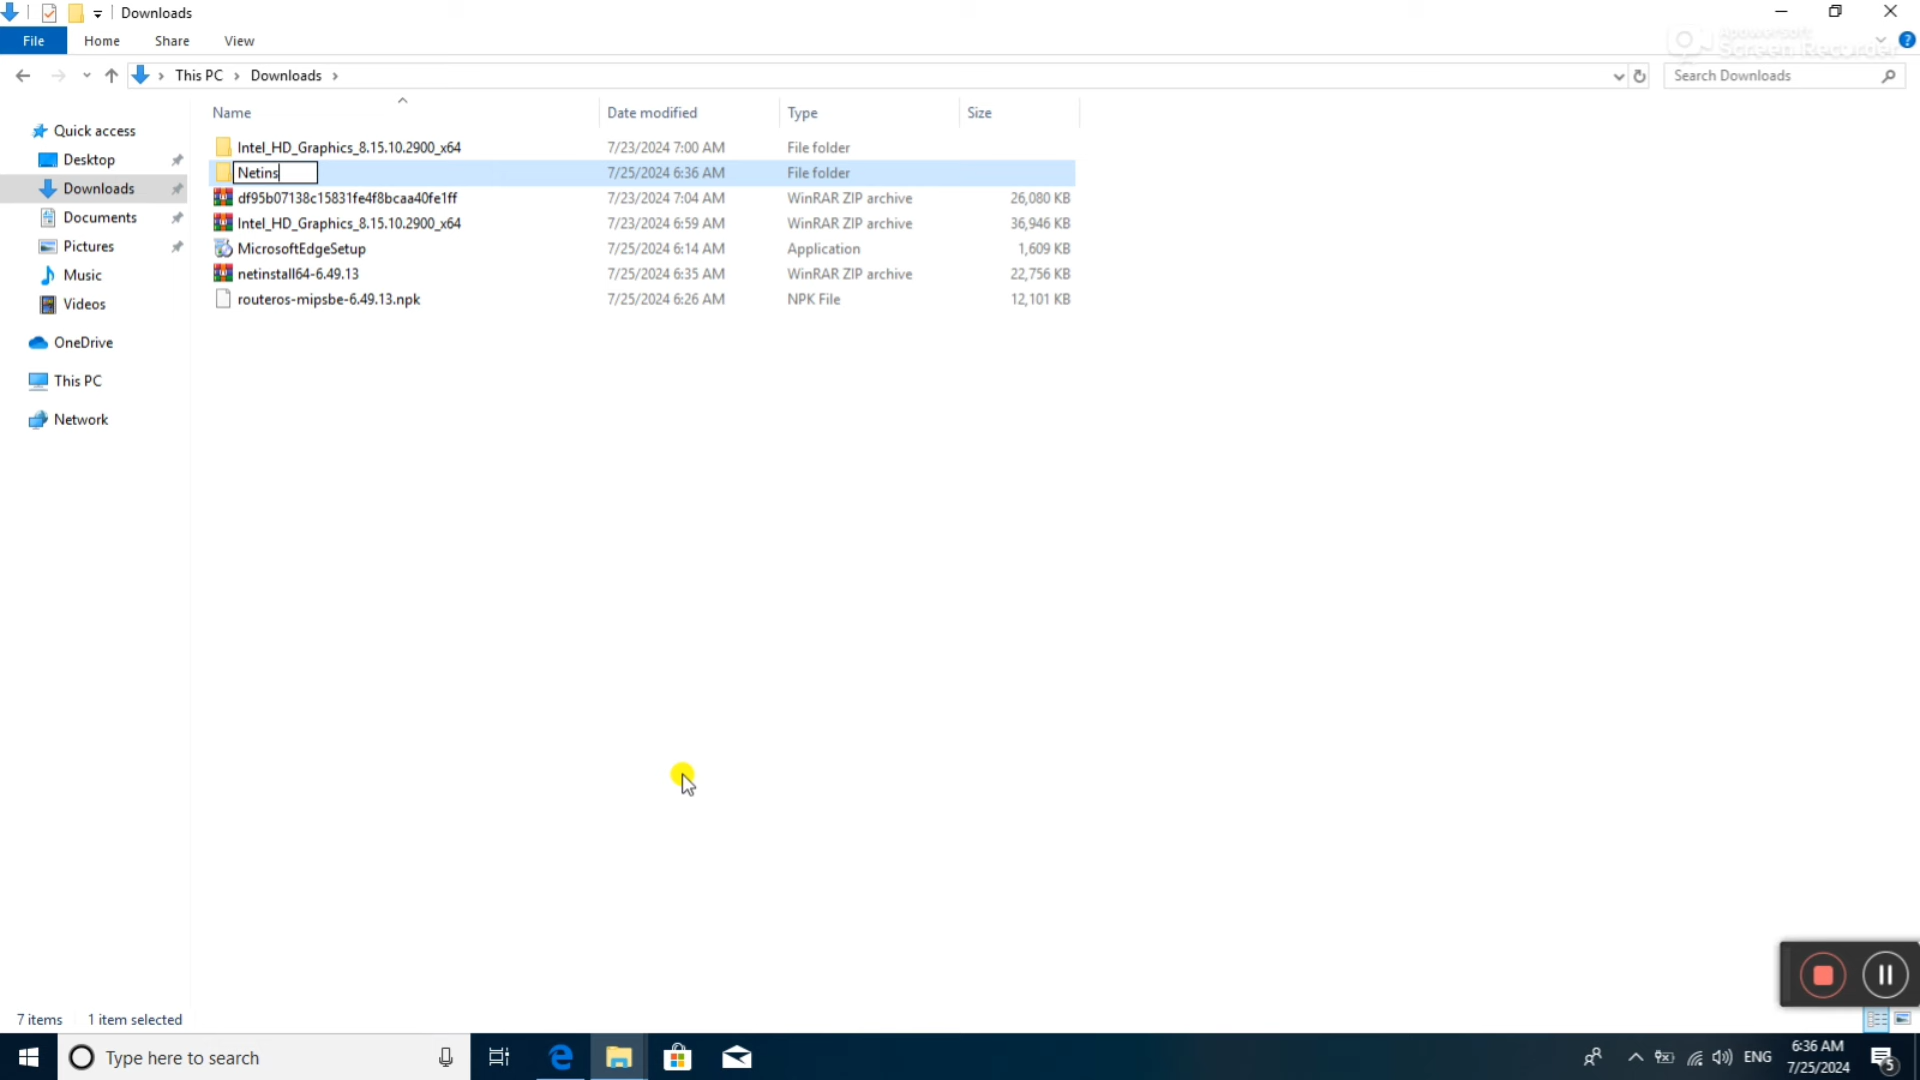 Downloads
File Home Share View
Apowersoft
Screen Recorder
This PC Downloads
Search Downloads
Name Date modified Type Size
Quick access
Desktop
Downloads
Documents
Pictures
Music
Videos
OneDrive
This PC
Network
Intel_HD_Graphics_8.15.10.2900_x64 7/23/2024 7:00 AM File folder
Netins 7/25/2024 6:36 AM File folder
df95b07138c15831fe4f8bcaa40fe1ff 7/23/2024 7:04 AM WinRAR ZIP archive 26,080 KB
Intel_HD_Graphics_8.15.10.2900_x64 7/23/2024 6:59 AM WinRAR ZIP archive 36,946 KB
MicrosoftEdgeSetup 7/25/2024 6:14 AM Application 1,609 KB
netinstall64-6.49.13 7/25/2024 6:35 AM WinRAR ZIP archive 22,756 KB
routeros-mipsbe-6.49.13.npk 7/25/2024 6:26 AM NPK File 12,101 KB
7 items 1 item selected
Type here to search
ENG
6:36 AM
7/25/2024
5